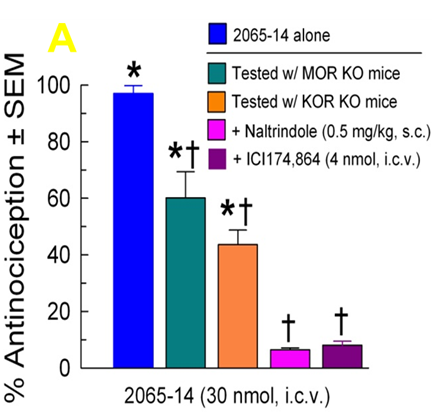 A
2065-14 alone
Tested w/ MOR KO mice
Tested w/ KOR KO mice
+ Naltrindole (0.5 mg/kg, s.c.)
+ ICI174,864 (4 nmol, i.c.v.)
% Antinociception ± SEM
100
80
60
40
20
0
*
*†
*†
†
†
2065-14 (30 nmol, i.c.v.)